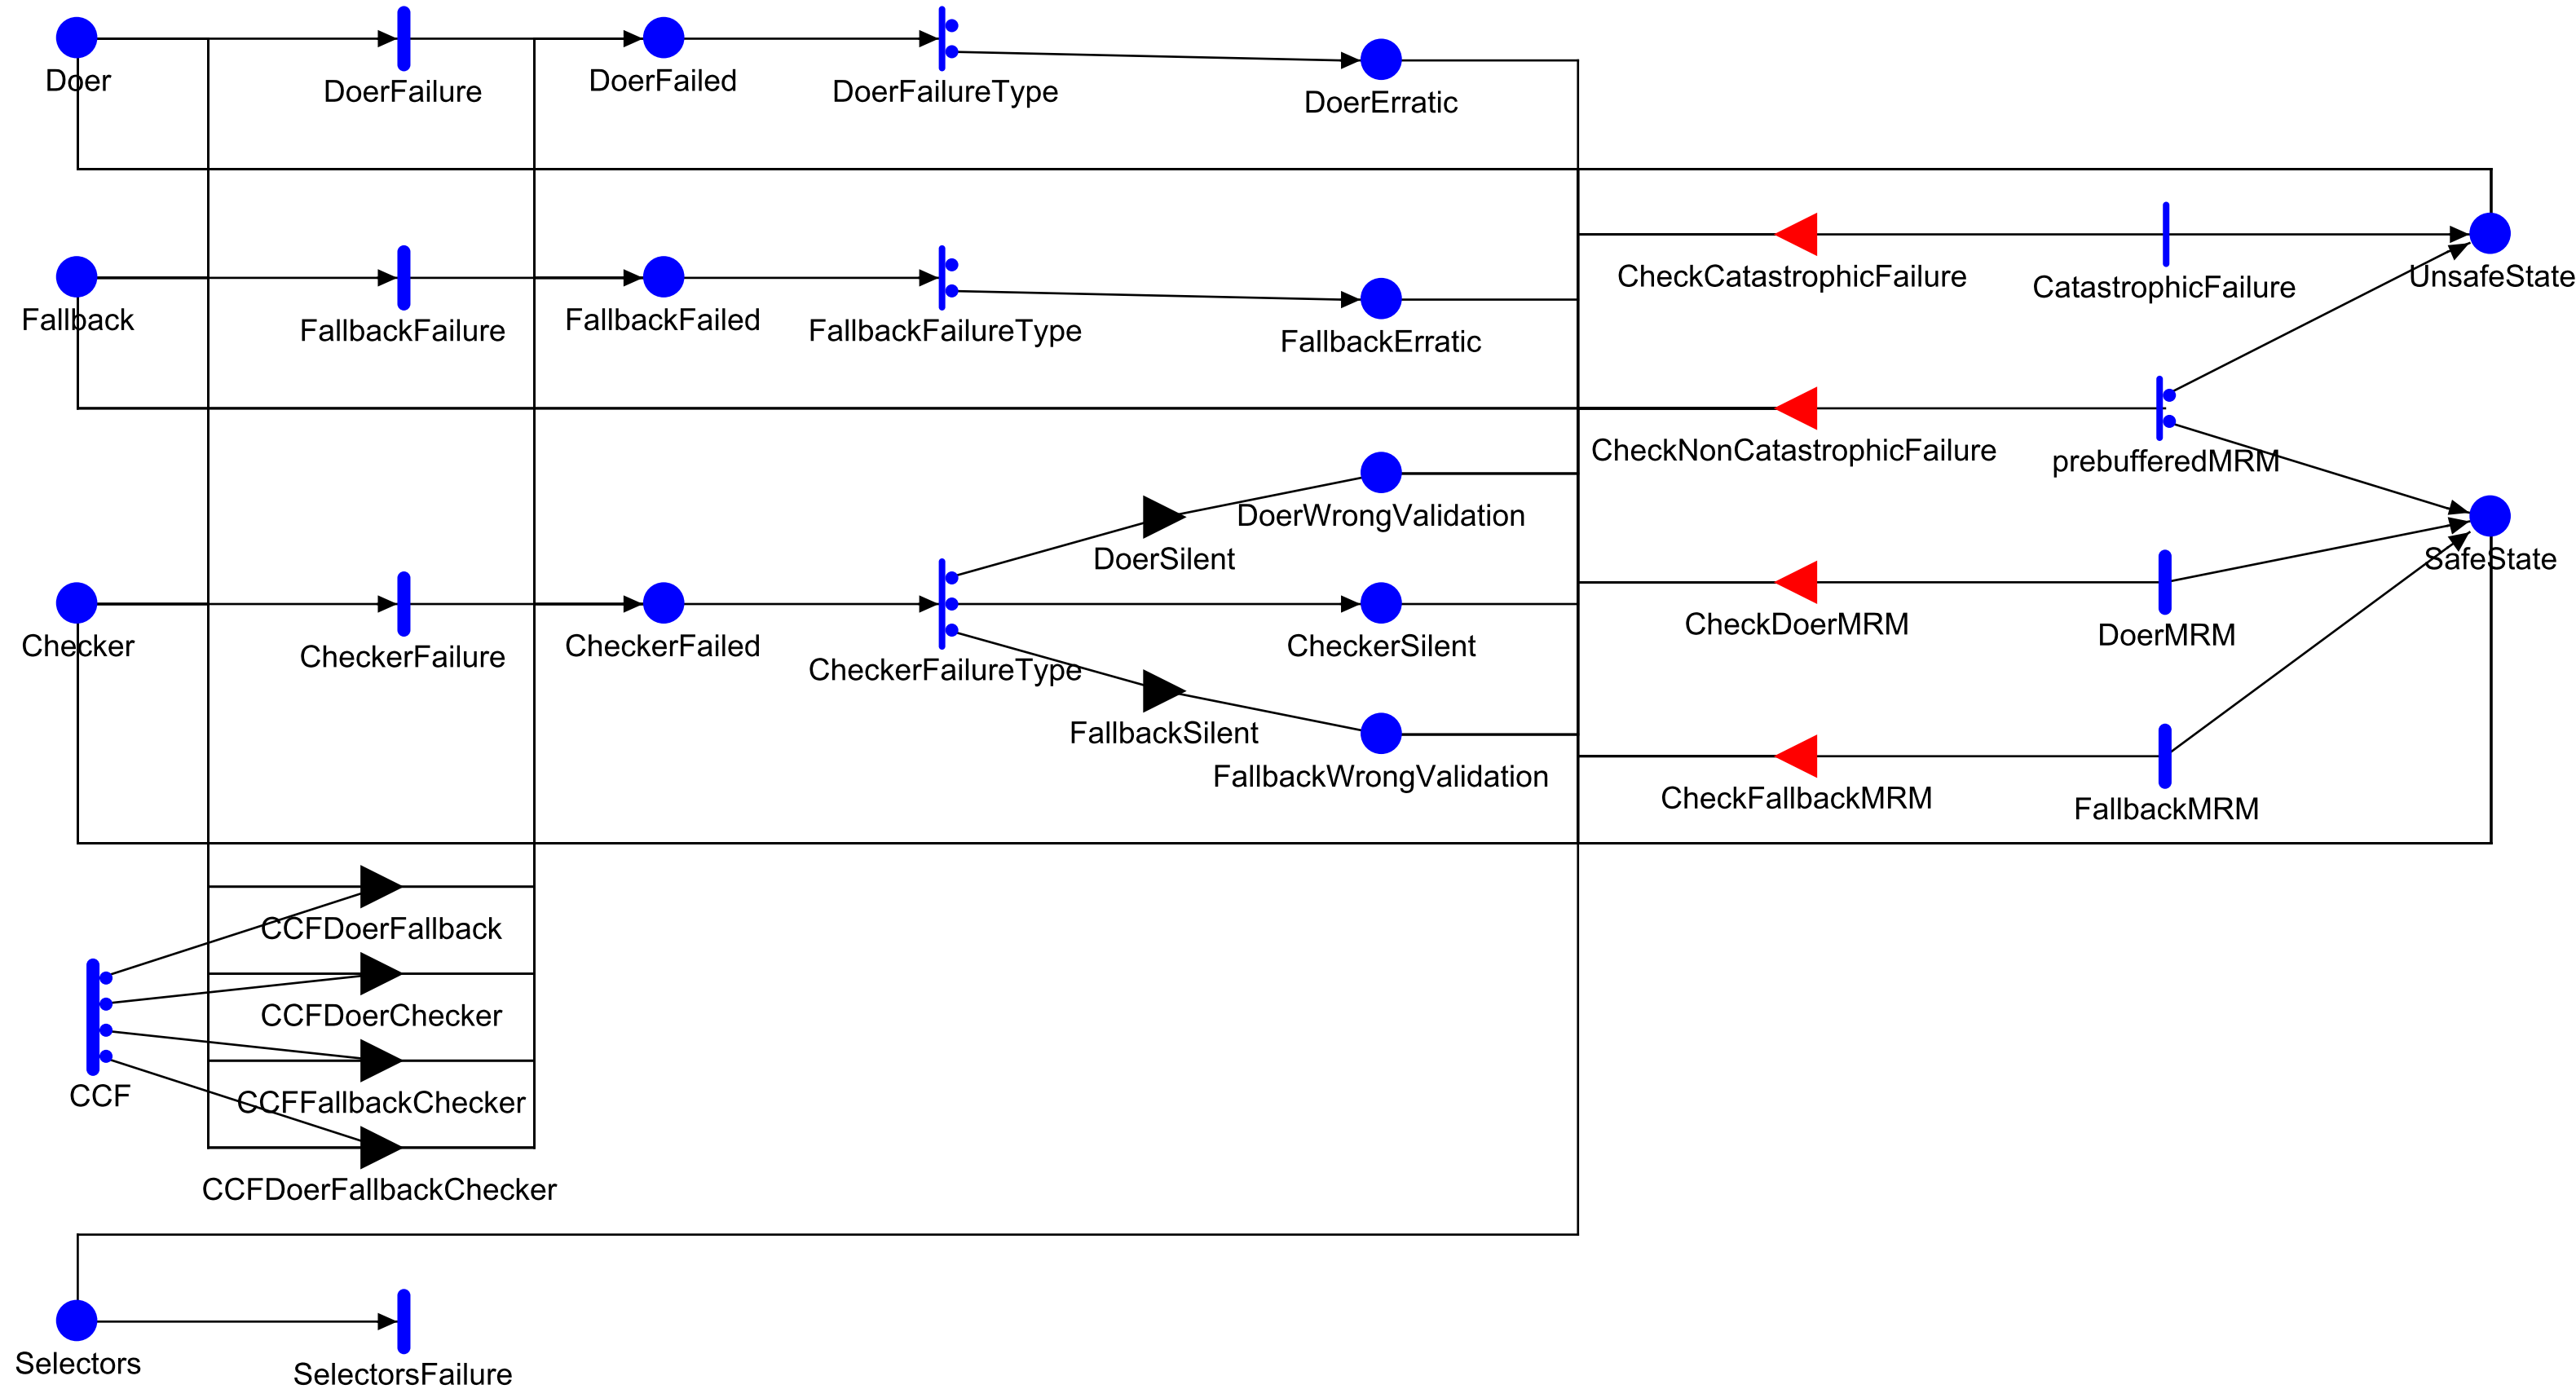 Doer
DoerFailure
DoerFailed
DoerFailureType
DoerErratic
Fallback
FallbackFailure
FallbackFailed
FallbackFailureType
FallbackErratic
CheckCatastrophicFailure
CatastrophicFailure
UnsafeState
CheckNonCatastrophicFailure
prebufferedMRM
DoerWrongValidation
DoerSilent
SafeState
Checker
CheckerFailure
CheckerFailed
CheckerFailureType
CheckerSilent
CheckDoerMRM
DoerMRM
FallbackSilent
FallbackWrongValidation
CheckFallbackMRM
FallbackMRM
CCFDoerFallback
CCFDoerChecker
CCF
CCFFallbackChecker
CCFDoerFallbackChecker
Selectors
SelectorsFailure